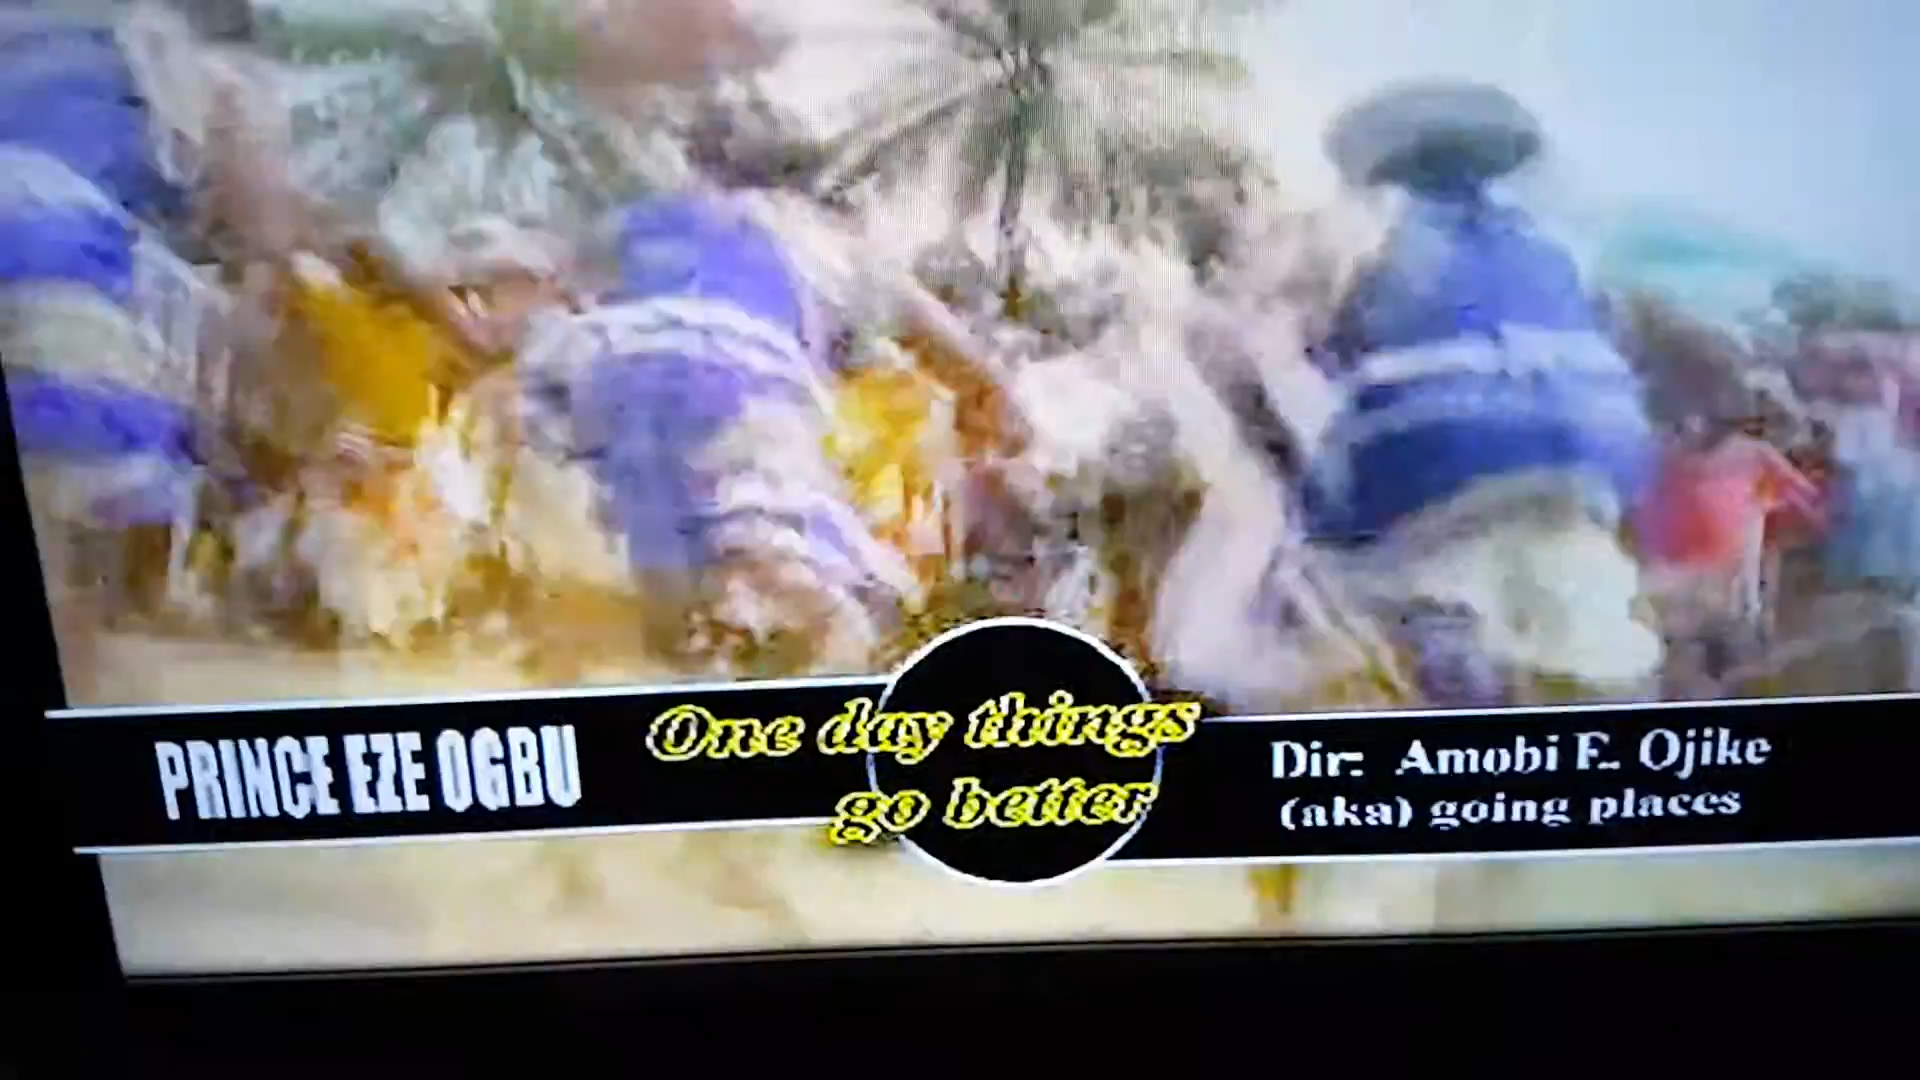 PRINCE EZE OGBU
One day things
go better
Dir: Amobi E. Ojike
(aka) going places